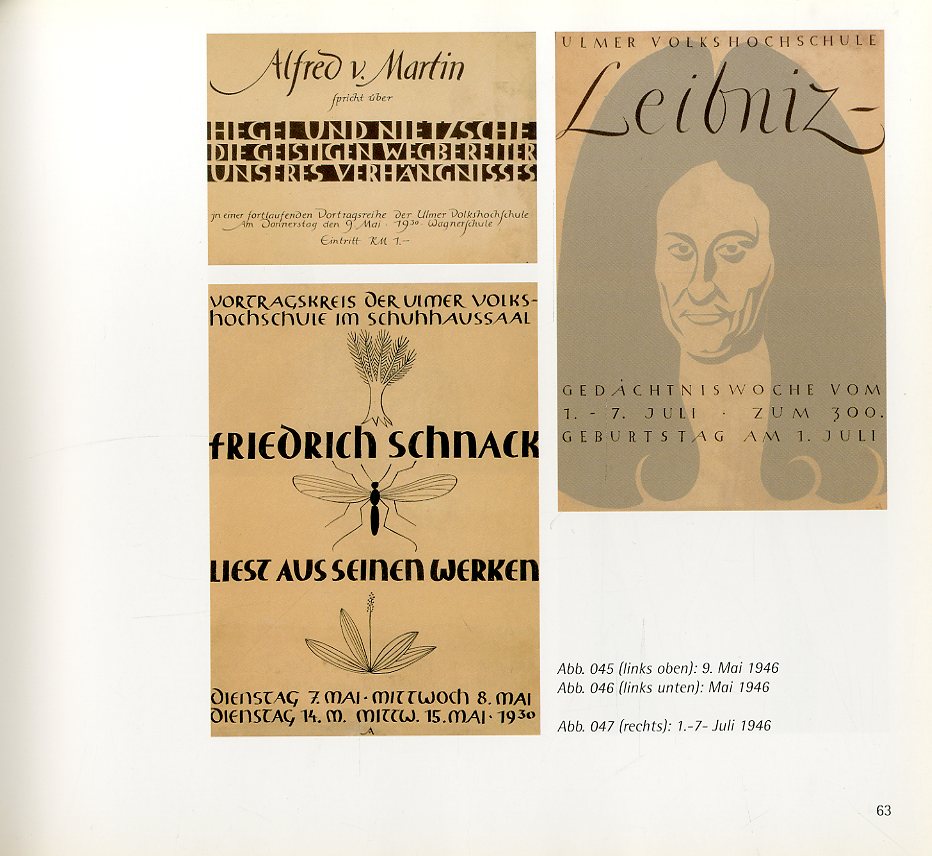 Alfred v. Martin
spricht über
HEGEL UND NIETZSCHE
DIE GEISTIGEN WEGBEREITER
UNSERES VERHÄNGNISSES
in einer fortlaufenden Vortragsreihe der Ulmer Volkshochschule
Am Donnerstag den 9. Mai · 19³⁰ · Wagnerschule
Eintritt RM 1.-
VORTRAGSKREIS DER ULMER VOLKS-
HOCHSCHULE IM SCHUHHAUSSAAL
FRIEDRICH SCHNACK
LIEST AUS SEINEN WERKEN
DIENSTAG 7. MAI · MITTWOCH 8. MAI
DIENSTAG 14. M. MITTW. 15. MAI · 19³⁰
A
ULMER VOLKSHOCHSCHULE
Leibniz-
GEDÄCHTNISWOCHE VOM
1. - 7. JULI · ZUM 300.
GEBURTSTAG AM 1. JULI
Abb. 045 (links oben): 9. Mai 1946
Abb. 046 (links unten): Mai 1946
Abb. 047 (rechts): 1.-7- Juli 1946
63